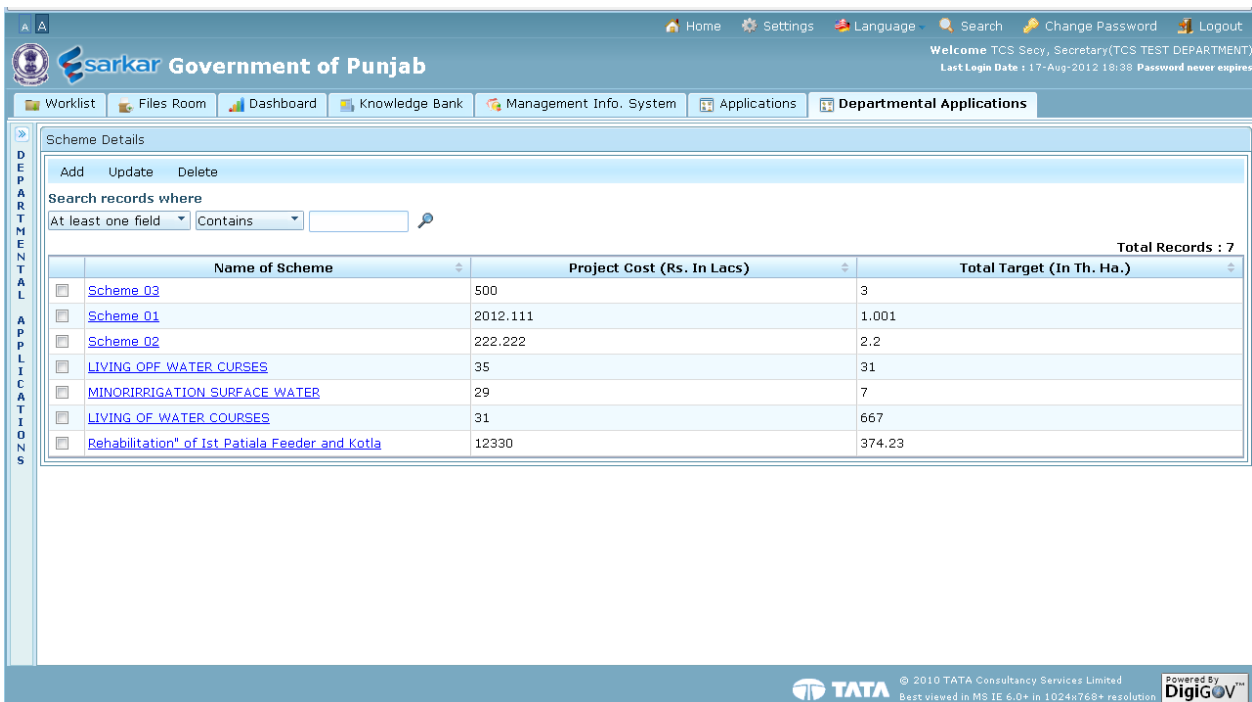 A A Home Settings Language Search Change Password Logout
Welcome TCS Secy, Secretary(TCS TEST DEPARTMENT)
esarkar Government of Punjab
Last Login Date : 17-Aug-2012 18:38 Password never expires
Worklist Files Room Dashboard Knowledge Bank Management Info. System Applications Departmental Applications
DEPARTMENTAL APPLICATIONS
Scheme Details
Add Update Delete
Search records where
At least one field Contains
Total Records : 7
Name of Scheme Project Cost (Rs. In Lacs) Total Target (In Th. Ha.)
Scheme 03 500 3
Scheme 01 2012.111 1.001
Scheme 02 222.222 2.2
LIVING OPF WATER CURSES 35 31
MINORIRRIGATION SURFACE WATER 29 7
LIVING OF WATER COURSES 31 667
Rehabilitation" of Ist Patiala Feeder and Kotla 12330 374.23
TATA © 2010 TATA Consultancy Services Limited
Best viewed in MS IE 6.0+ in 1024x768+ resolution
Powered By
DigiGOV™